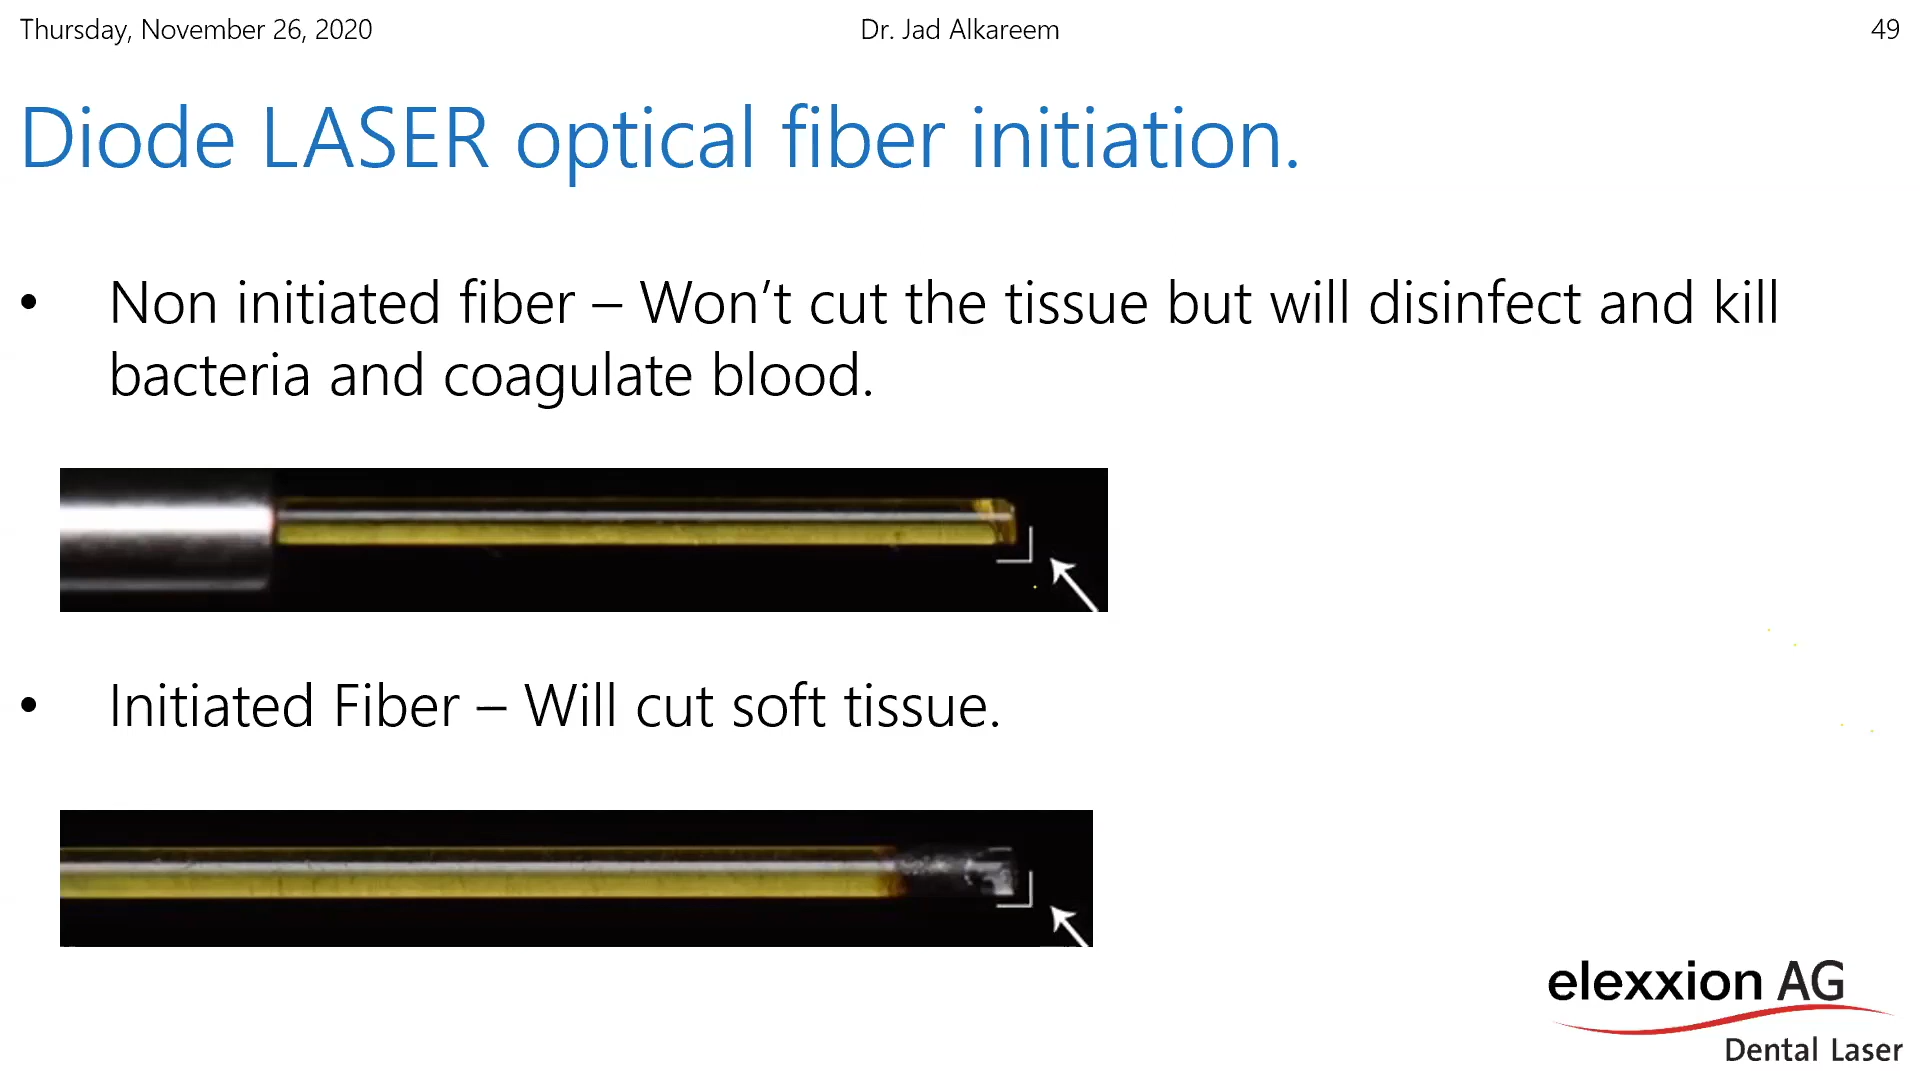 Thursday, November 26, 2020
Dr. Jad Alkareem
49
Diode LASER optical fiber initiation.
• Non initiated fiber – Won’t cut the tissue but will disinfect and kill
bacteria and coagulate blood.
• Initiated Fiber – Will cut soft tissue.
elexxion AG
Dental Laser